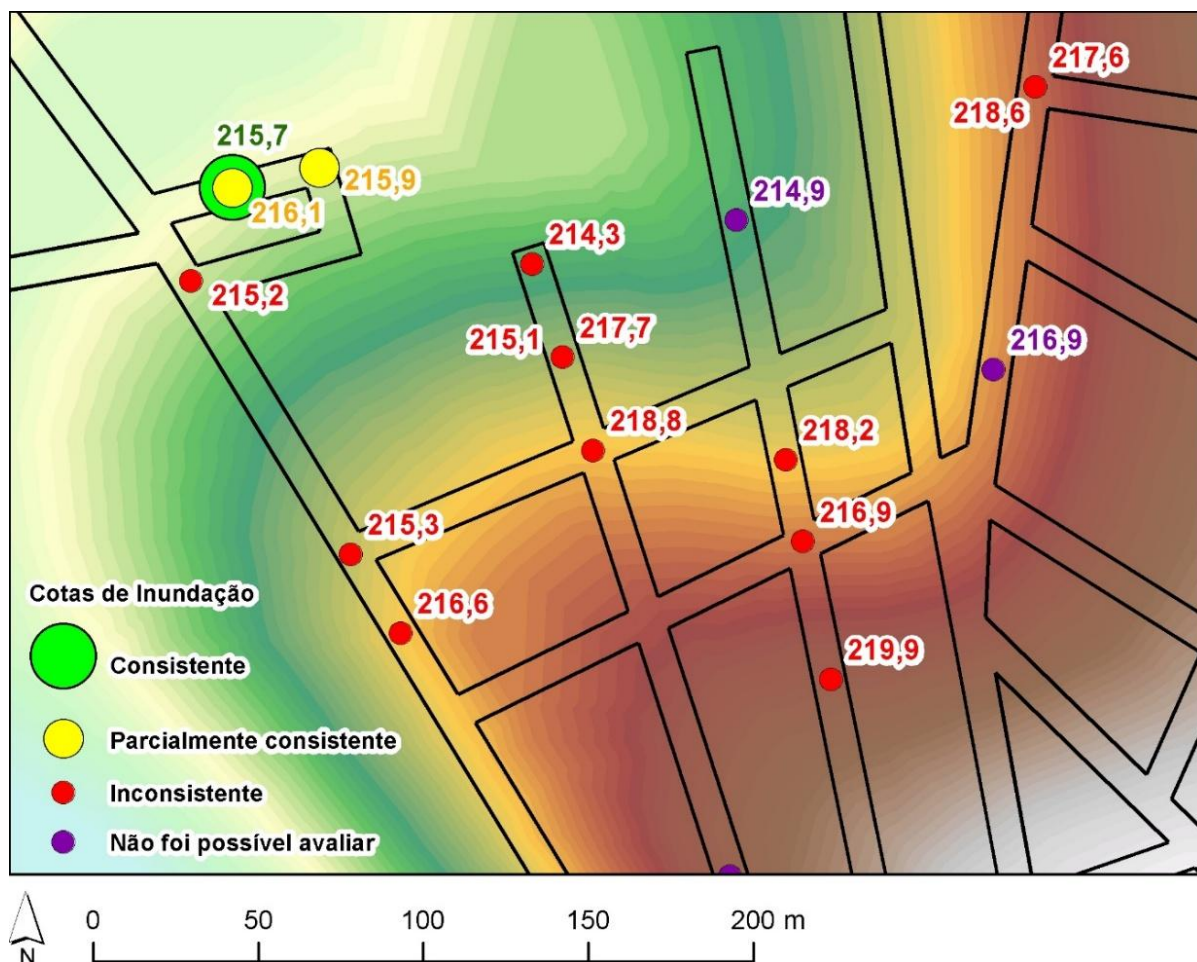 217,6
218,6
215,7
215,9
216,1
214,9
214,3
215,2
215,1
217,7
216,9
218,8
218,2
215,3
216,9
Cotas de Inundação
216,6
Consistente
219,9
Parcialmente consistente
Inconsistente
Não foi possível avaliar
N
0 50 100 150 200 m